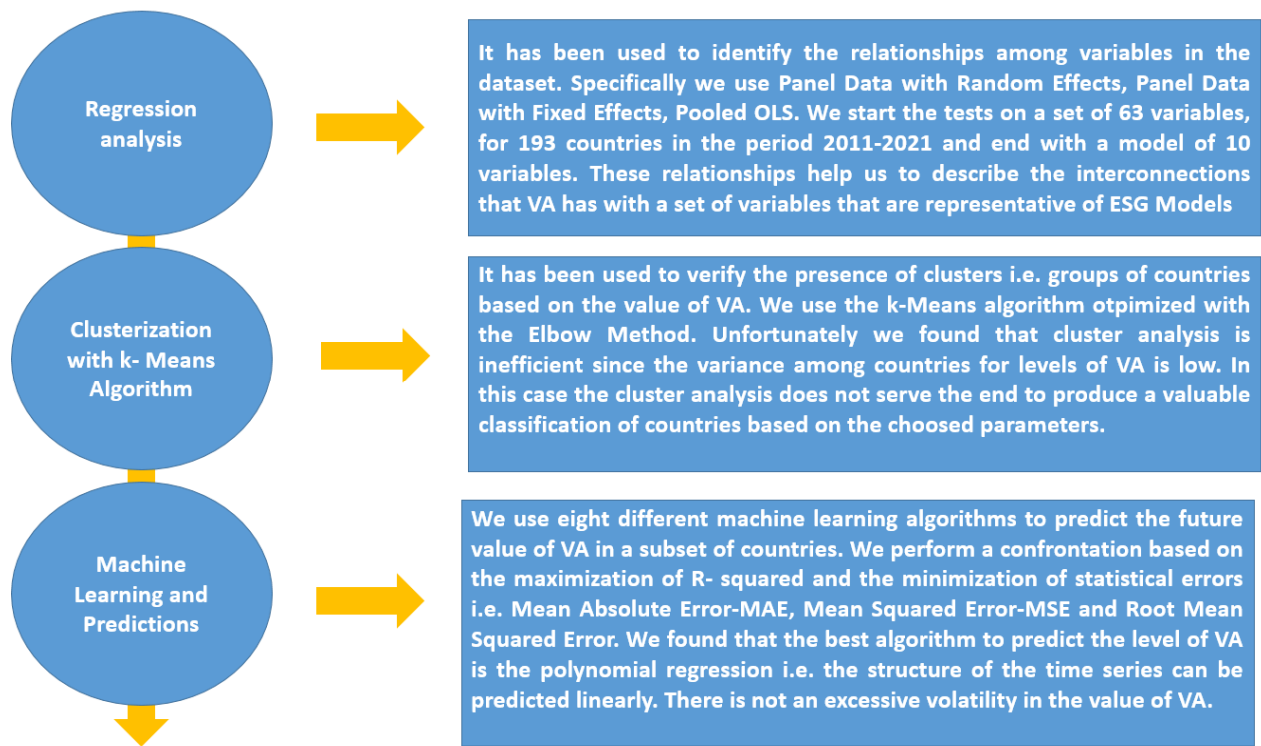 Regression
analysis
It has been used to identify the relationships among variables in the
dataset. Specifically we use Panel Data with Random Effects, Panel Data
with Fixed Effects, Pooled OLS. We start the tests on a set of 63 variables,
for 193 countries in the period 2011-2021 and end with a model of 10
variables. These relationships help us to describe the interconnections
that VA has with a set of variables that are representative of ESG Models
Clusterization
with k- Means
Algorithm
It has been used to verify the presence of clusters i.e. groups of countries
based on the value of VA. We use the k-Means algorithm otpimized with
the Elbow Method. Unfortunately we found that cluster analysis is
inefficient since the variance among countries for levels of VA is low. In
this case the cluster analysis does not serve the end to produce a valuable
classification of countries based on the choosed parameters.
Machine
Learning and
Predictions
We use eight different machine learning algorithms to predict the future
value of VA in a subset of countries. We perform a confrontation based on
the maximization of R- squared and the minimization of statistical errors
i.e. Mean Absolute Error-MAE, Mean Squared Error-MSE and Root Mean
Squared Error. We found that the best algorithm to predict the level of VA
is the polynomial regression i.e. the structure of the time series can be
predicted linearly. There is not an excessive volatility in the value of VA.